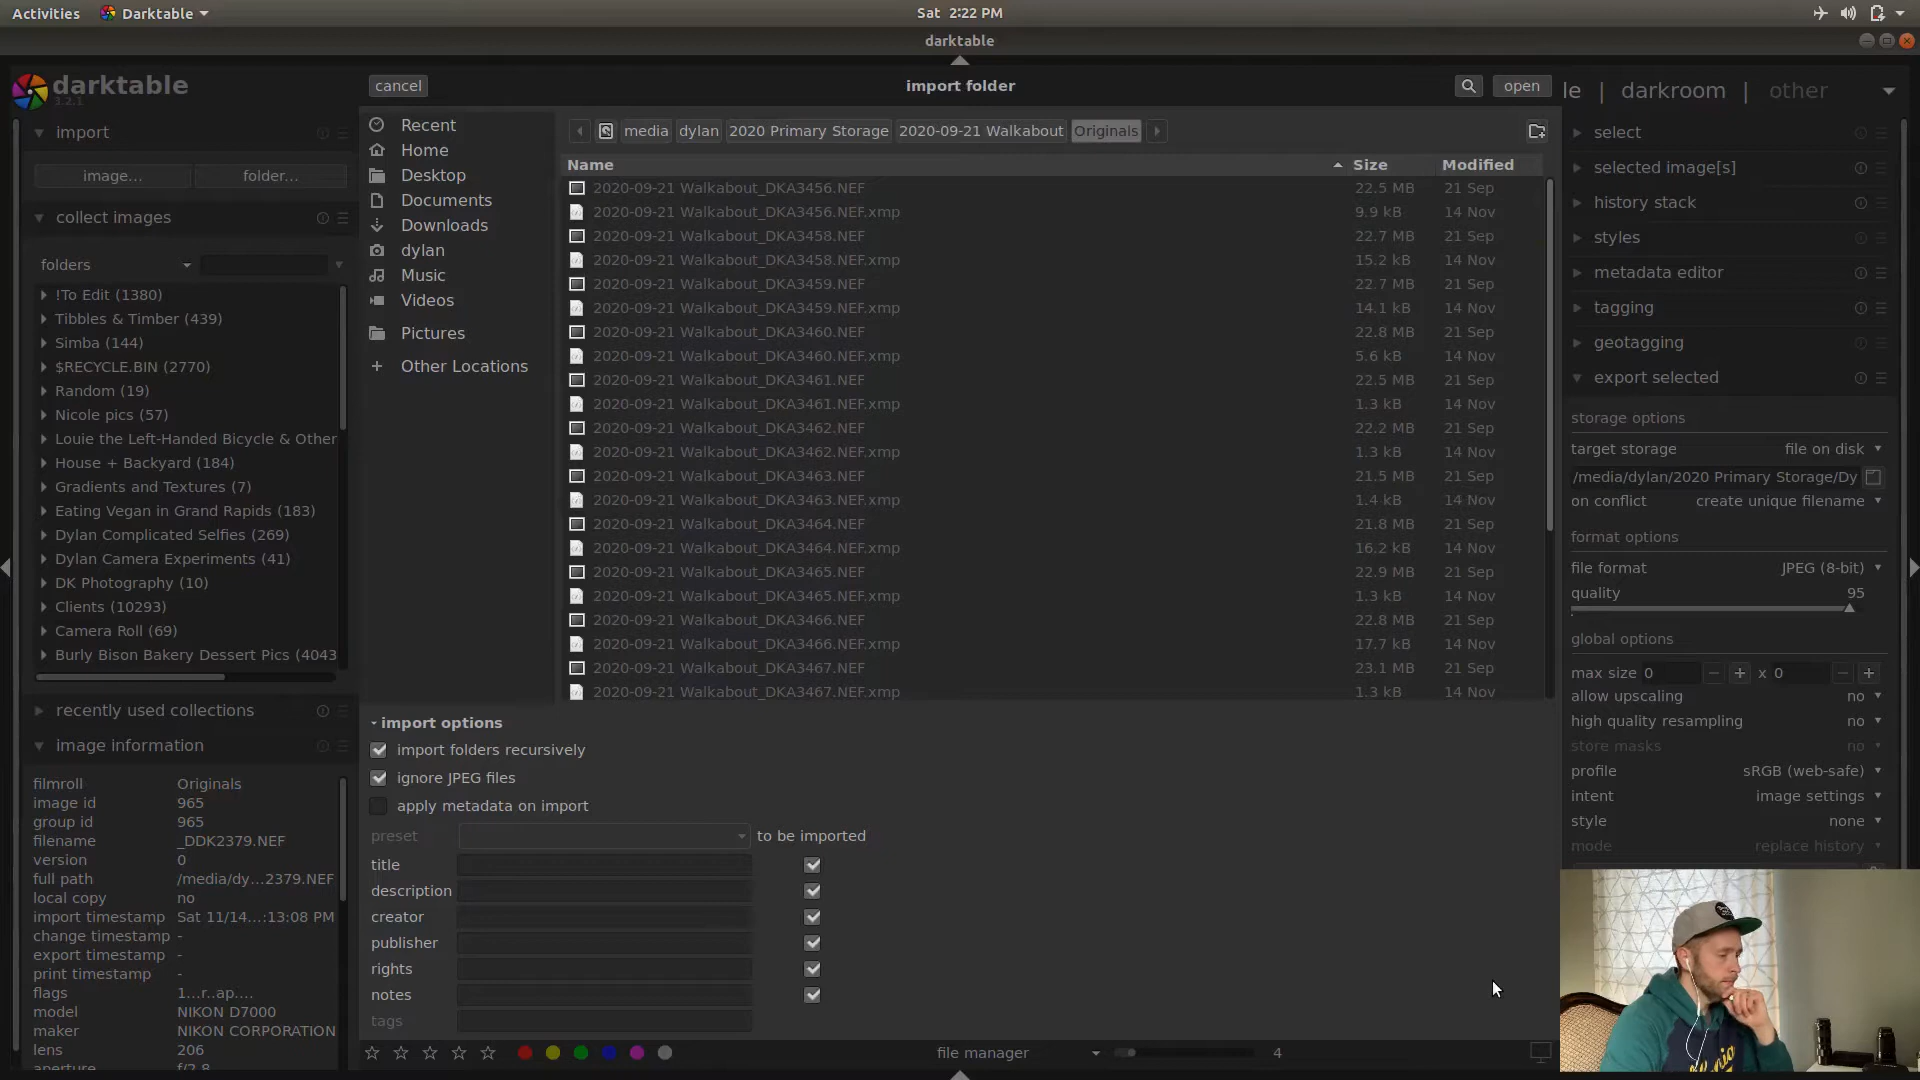 Activities Darktable Sat 2:22 PM
darktable
darktable
3.2.1
cancel import folder open le | darkroom | other
import
image... folder...
collect images
folders
!To Edit (1380)
Tibbles & Timber (439)
Simba (144)
$RECYCLE.BIN (2770)
Random (19)
Nicole pics (57)
Louie the Left-Handed Bicycle & Other
House + Backyard (184)
Gradients and Textures (7)
Eating Vegan in Grand Rapids (183)
Dylan Complicated Selfies (269)
Dylan Camera Experiments (41)
DK Photography (10)
Clients (10293)
Camera Roll (69)
Burly Bison Bakery Dessert Pics (4043
recently used collections
image information
filmroll Originals
image id 965
group id 965
filename _DDK2379.NEF
version 0
full path /media/dy...2379.NEF
local copy no
import timestamp Sat 11/14...:13:08 PM
change timestamp -
export timestamp -
print timestamp -
flags 1...r..ap....
model NIKON D7000
maker NIKON CORPORATION
lens 206
aperture f/2.8
Recent
Home
Desktop
Documents
Downloads
dylan
Music
Videos
Pictures
Other Locations
media dylan 2020 Primary Storage 2020-09-21 Walkabout Originals
Name Size Modified
2020-09-21 Walkabout_DKA3456.NEF 22.5 MB 21 Sep
2020-09-21 Walkabout_DKA3456.NEF.xmp 9.9 kB 14 Nov
2020-09-21 Walkabout_DKA3458.NEF 22.7 MB 21 Sep
2020-09-21 Walkabout_DKA3458.NEF.xmp 15.2 kB 14 Nov
2020-09-21 Walkabout_DKA3459.NEF 22.7 MB 21 Sep
2020-09-21 Walkabout_DKA3459.NEF.xmp 14.1 kB 14 Nov
2020-09-21 Walkabout_DKA3460.NEF 22.8 MB 21 Sep
2020-09-21 Walkabout_DKA3460.NEF.xmp 5.6 kB 14 Nov
2020-09-21 Walkabout_DKA3461.NEF 22.5 MB 21 Sep
2020-09-21 Walkabout_DKA3461.NEF.xmp 1.3 kB 14 Nov
2020-09-21 Walkabout_DKA3462.NEF 22.2 MB 21 Sep
2020-09-21 Walkabout_DKA3462.NEF.xmp 1.3 kB 14 Nov
2020-09-21 Walkabout_DKA3463.NEF 21.5 MB 21 Sep
2020-09-21 Walkabout_DKA3463.NEF.xmp 1.4 kB 14 Nov
2020-09-21 Walkabout_DKA3464.NEF 21.8 MB 21 Sep
2020-09-21 Walkabout_DKA3464.NEF.xmp 16.2 kB 14 Nov
2020-09-21 Walkabout_DKA3465.NEF 22.9 MB 21 Sep
2020-09-21 Walkabout_DKA3465.NEF.xmp 1.3 kB 14 Nov
2020-09-21 Walkabout_DKA3466.NEF 22.8 MB 21 Sep
2020-09-21 Walkabout_DKA3466.NEF.xmp 17.7 kB 14 Nov
2020-09-21 Walkabout_DKA3467.NEF 23.1 MB 21 Sep
2020-09-21 Walkabout_DKA3467.NEF.xmp 1.3 kB 14 Nov
import options
import folders recursively
ignore JPEG files
apply metadata on import
preset to be imported
title
description
creator
publisher
rights
notes
tags
file manager 4
select
selected image[s]
history stack
styles
metadata editor
tagging
geotagging
export selected
storage options
target storage file on disk
/media/dylan/2020 Primary Storage/Dy
on conflict create unique filename
format options
file format JPEG (8-bit)
quality 95
global options
max size 0 x 0
allow upscaling no
high quality resampling no
store masks no
profile sRGB (web-safe)
intent image settings
style none
mode replace history